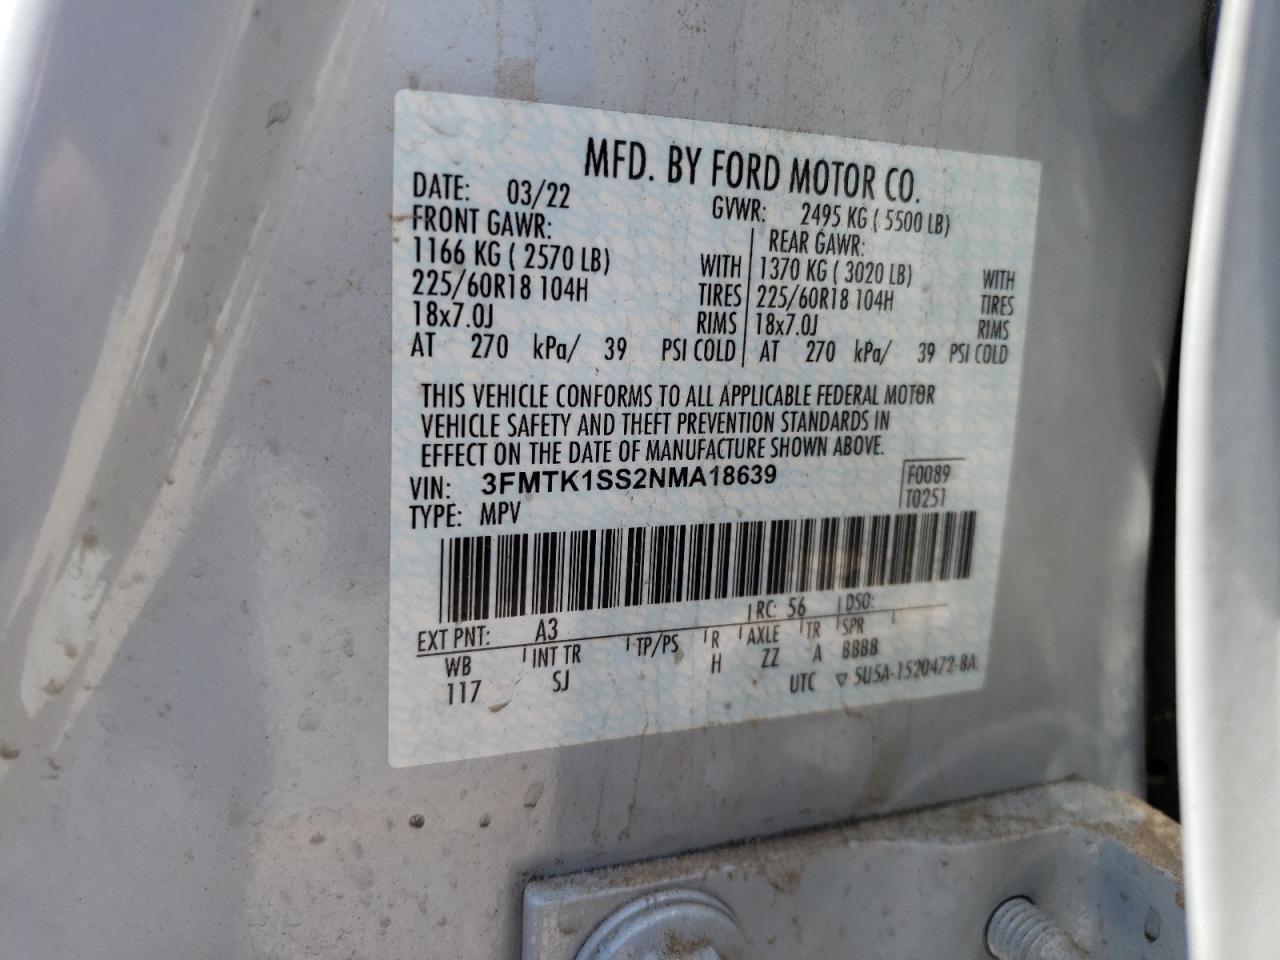 MFD. BY FORD MOTOR CO.
DATE: 03/22 GVWR: 2495 KG ( 5500 LB)
FRONT GAWR: REAR GAWR:
1166 KG ( 2570 LB) WITH 1370 KG ( 3020 LB) WITH
225/60R18 104H TIRES 225/60R18 104H TIRES
18x7.0J RIMS 18x7.0J RIMS
AT 270 kPa/ 39 PSI COLD AT 270 kPa/ 39 PSI COLD
THIS VEHICLE CONFORMS TO ALL APPLICABLE FEDERAL MOTOR
VEHICLE SAFETY AND THEFT PREVENTION STANDARDS IN
EFFECT ON THE DATE OF MANUFACTURE SHOWN ABOVE.
VIN: 3FMTK1SS2NMA18639 F0089
TYPE: MPV T0251
EXT PNT: A3 RC: 56 DSO:
WB INT TR TP/PS R AXLE TR SPR
117 SJ H ZZ A BBBB
UTC ▽ 5U5A-1520472-BA